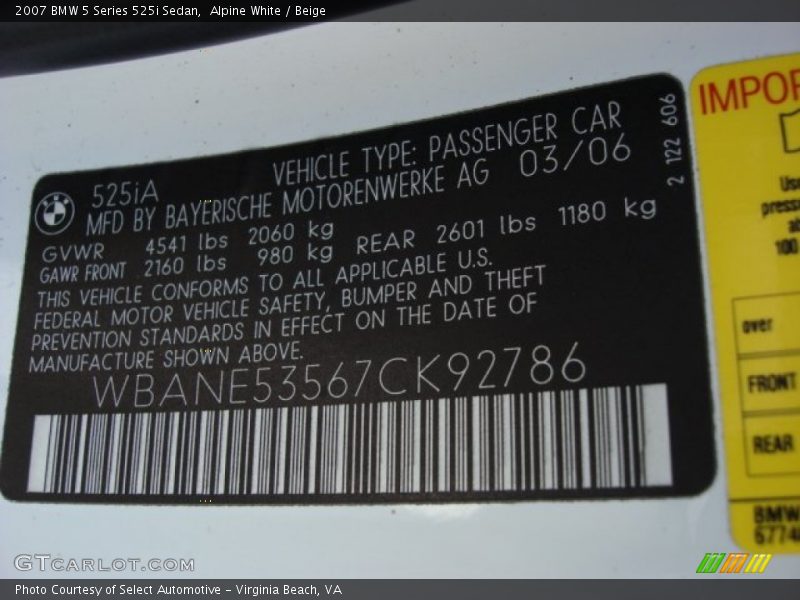 2007 BMW 5 Series 525i Sedan,  Alpine White / Beige
525iA
VEHICLE TYPE: PASSENGER CAR
MFD BY BAYERISCHE MOTORENWERKE AG 03/06
GVWR 4541 lbs 2060 kg
GAWR FRONT 2160 lbs 980 kg REAR 2601 lbs 1180 kg
THIS VEHICLE CONFORMS TO ALL APPLICABLE U.S.
FEDERAL MOTOR VEHICLE SAFETY, BUMPER AND THEFT
PREVENTION STANDARDS IN EFFECT ON THE DATE OF
MANUFACTURE SHOWN ABOVE.
WBANE53567CK92786
2 122 606
over
FRONT
REAR
BMW
GTCARLOT.COM
Photo Courtesy of Select Automotive – Virginia Beach, VA